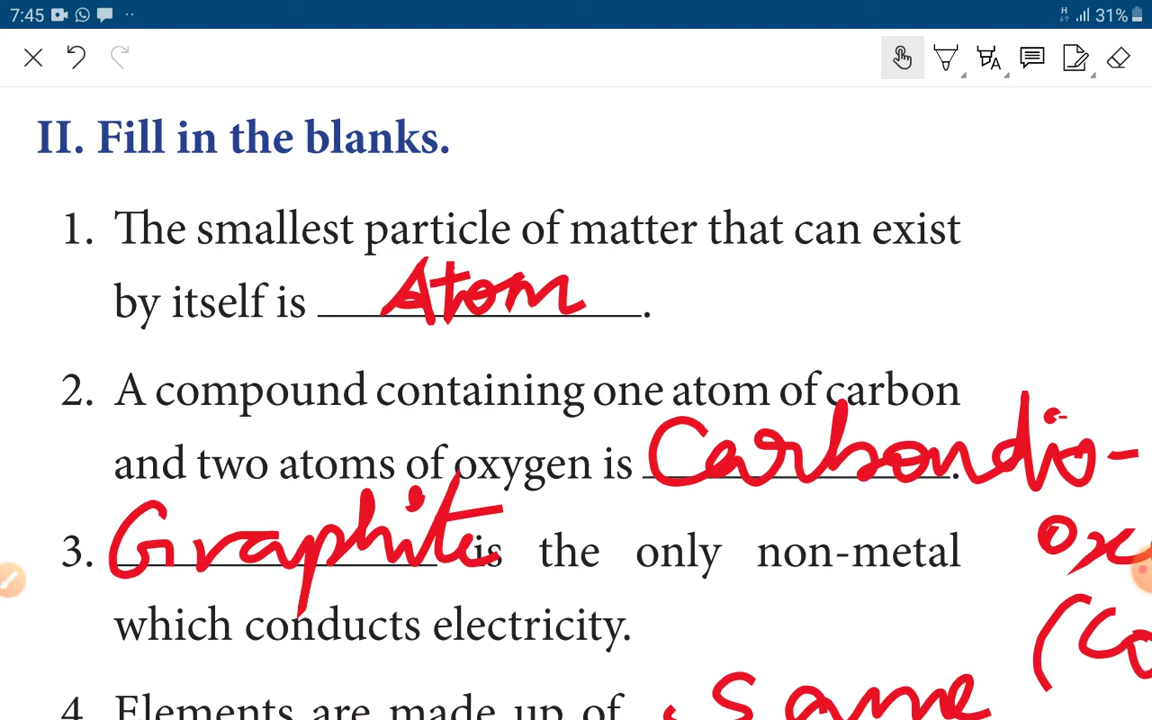 7:45 31%
II. Fill in the blanks.
1. The smallest particle of matter that can exist
by itself is Atom.
2. A compound containing one atom of carbon
and two atoms of oxygen is Carbondio-
3. Graphite is the only non-metal
which conducts electricity.
4. Elements are made up of same